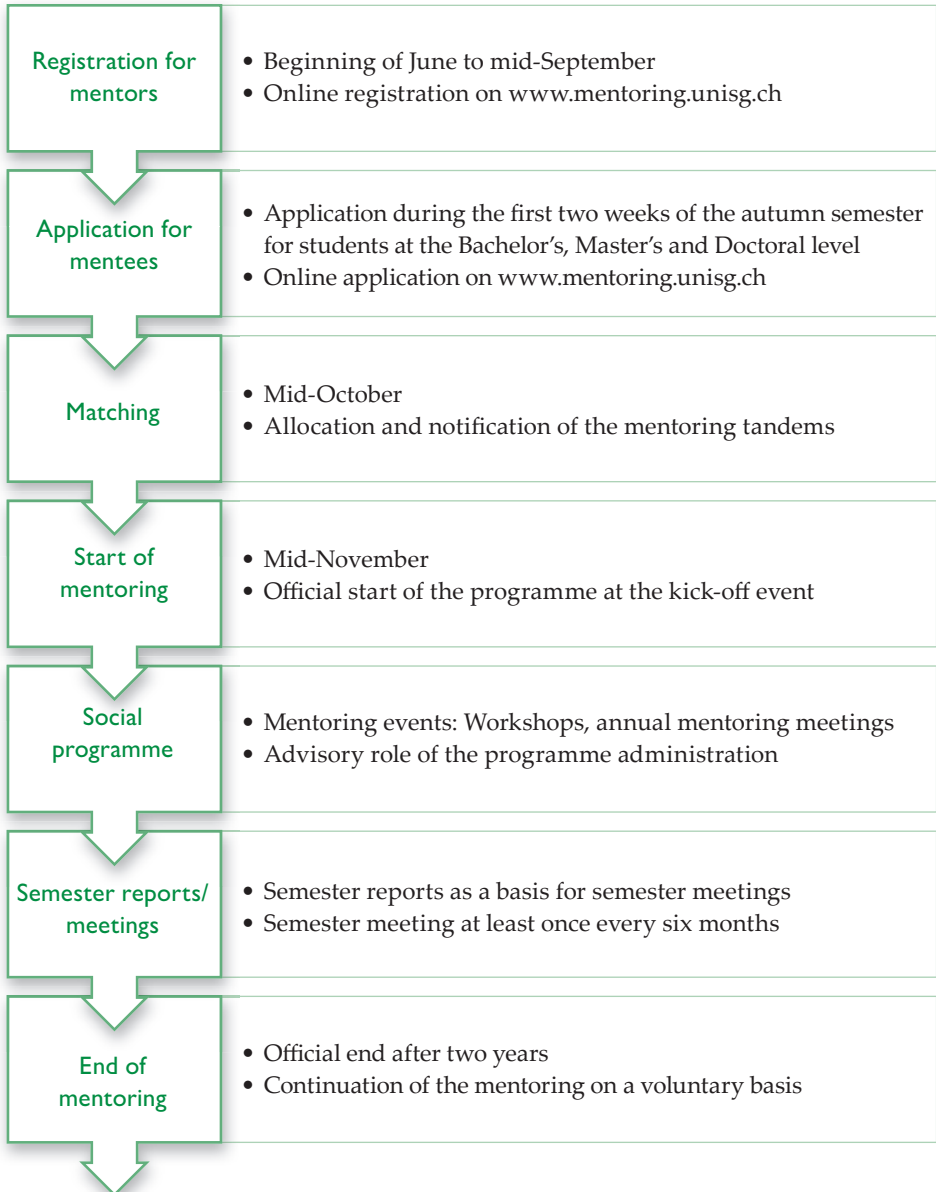 Registration for
mentors
• Beginning of June to mid-September
• Online registration on www.mentoring.unisg.ch
Application for
mentees
• Application during the first two weeks of the autumn semester
for students at the Bachelor’s, Master’s and Doctoral level
• Online application on www.mentoring.unisg.ch
Matching
• Mid-October
• Allocation and notification of the mentoring tandems
Start of
mentoring
• Mid-November
• Official start of the programme at the kick-off event
Social
programme
• Mentoring events: Workshops, annual mentoring meetings
• Advisory role of the programme administration
Semester reports/
meetings
• Semester reports as a basis for semester meetings
• Semester meeting at least once every six months
End of
mentoring
• Official end after two years
• Continuation of the mentoring on a voluntary basis